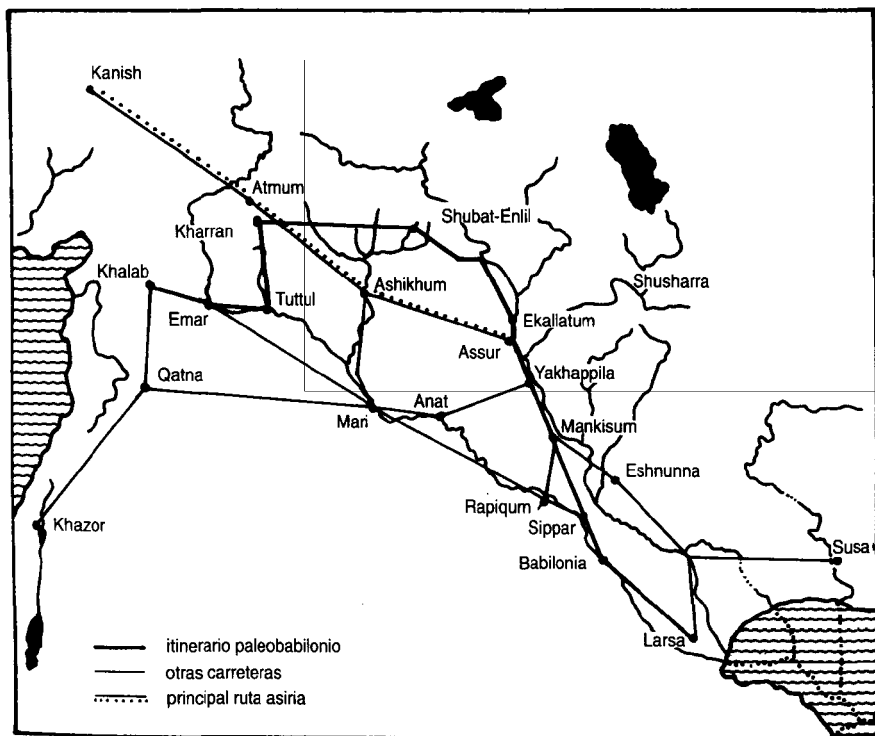 Kanish
Atmum
Kharran
Shubat-Enlil
Khalab
Ashikhum
Shusharra
Emar
Tuttul
Ekallatum
Assur
Qatna
Yakhappila
Anat
Mari
Mankisum
Eshnunna
Rapiqum
Khazor
Sippar
Susa
Babilonia
Larsa
itinerario paleobabilonio
otras carreteras
principal ruta asiria